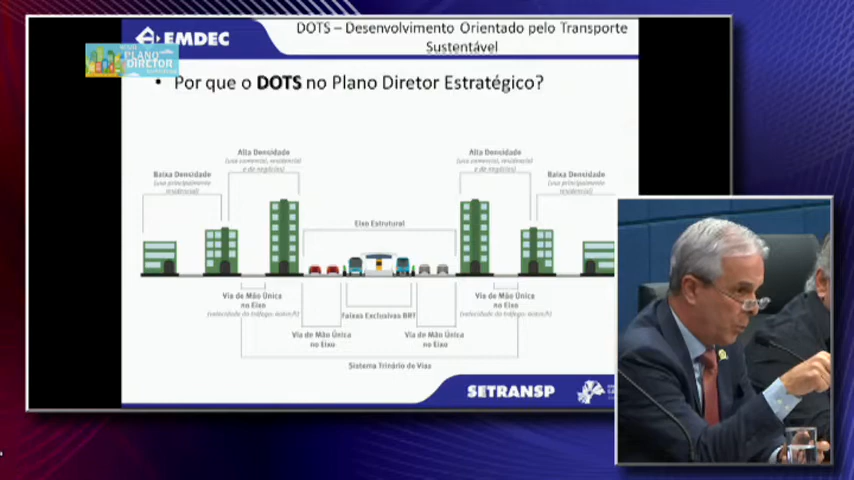 DOTS – Desenvolvimento Orientado pelo Transporte
Sustentável
EMDEC
PLANO
DIRETOR
• Por que o DOTS no Plano Diretor Estratégico?
Alta Densidade
(uso comercial, residencial
e de negócios)
Alta Densidade
(uso comercial, residencial
e de negócios)
Baixa Densidade
(uso principalmente
residencial)
Baixa Densidade
(uso principalmente
residencial)
Eixo Estrutural
Via de Mão Única
no Eixo
Faixas Exclusivas BRT
Via de Mão Única
no Eixo
Via de Mão Única
no Eixo
Via de Mão Única
no Eixo
Sistema Trinário de Vias
SETRANSP